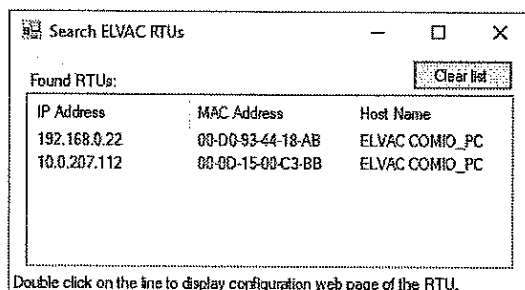 Search ELVAC RTUs
Found RTUs:
Clear list
IP Address MAC Address Host Name
192.168.0.22 00-D0-93-44-18-AB ELVAC COMIO_PC
10.0.207.112 00-0D-15-00-C3-BB ELVAC COMIO_PC
Double click on the line to display configuration web page of the RTU.